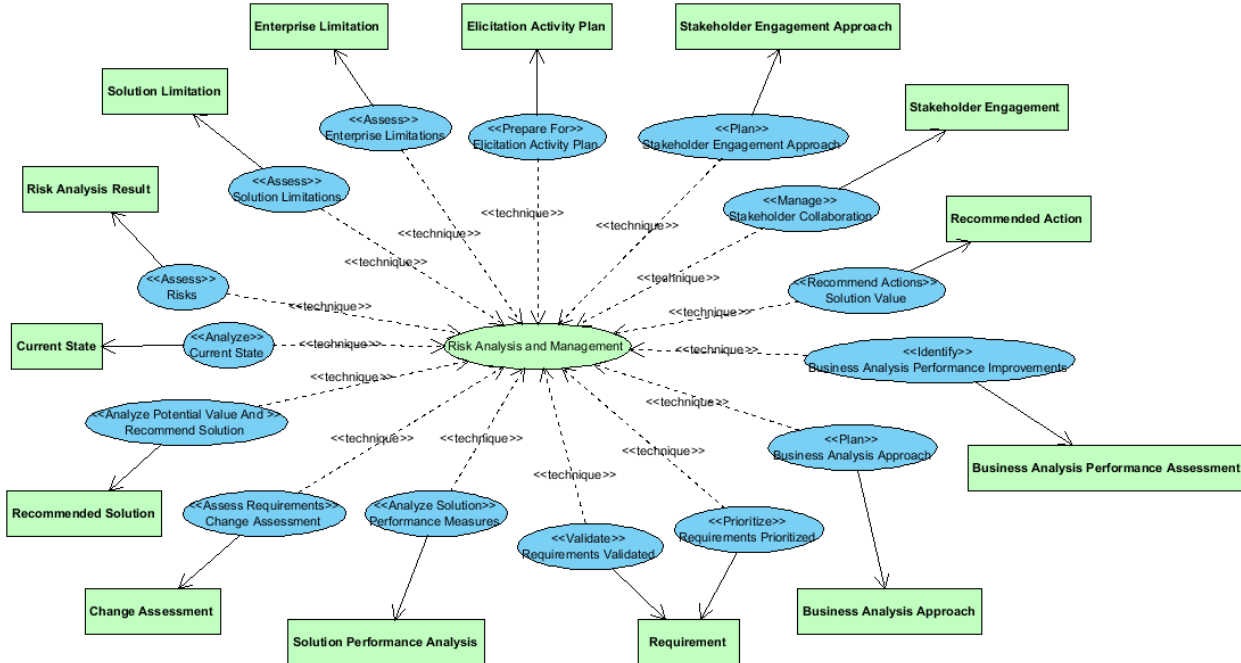 Enterprise Limitation
Elicitation Activity Plan
Stakeholder Engagement Approach
Solution Limitation
Stakeholder Engagement
<<Assess>>
Enterprise Limitations
<<Prepare For>>
Elicitation Activity Plan
<<Plan>>
Stakeholder Engagement Approach
Risk Analysis Result
<<Assess>>
Solution Limitations
<<Manage>>
Stakeholder Collaboration
Recommended Action
<<technique>>
<<technique>>
<<technique>>
<<technique>>
<<technique>>
<<Assess>>
Risks
<<Recommend Actions>>
Solution Value
<<technique>>
<<technique>>
Current State
<<Analyze>>
Current State
<<technique>>
Risk Analysis and Management
<<technique>>
<<Identify>>
Business Analysis Performance Improvements
<<technique>>
<<technique>>
<<Analyze Potential Value And >>
Recommend Solution
<<technique>>
<<technique>>
<<technique>>
<<technique>>
<<Plan>>
Business Analysis Approach
Business Analysis Performance Assessment
Recommended Solution
<<Assess Requirements>>
Change Assessment
<<Analyze Solution>>
Performance Measures
<<Validate>>
Requirements Validated
<<Prioritize>>
Requirements Prioritized
Change Assessment
Solution Performance Analysis
Requirement
Business Analysis Approach